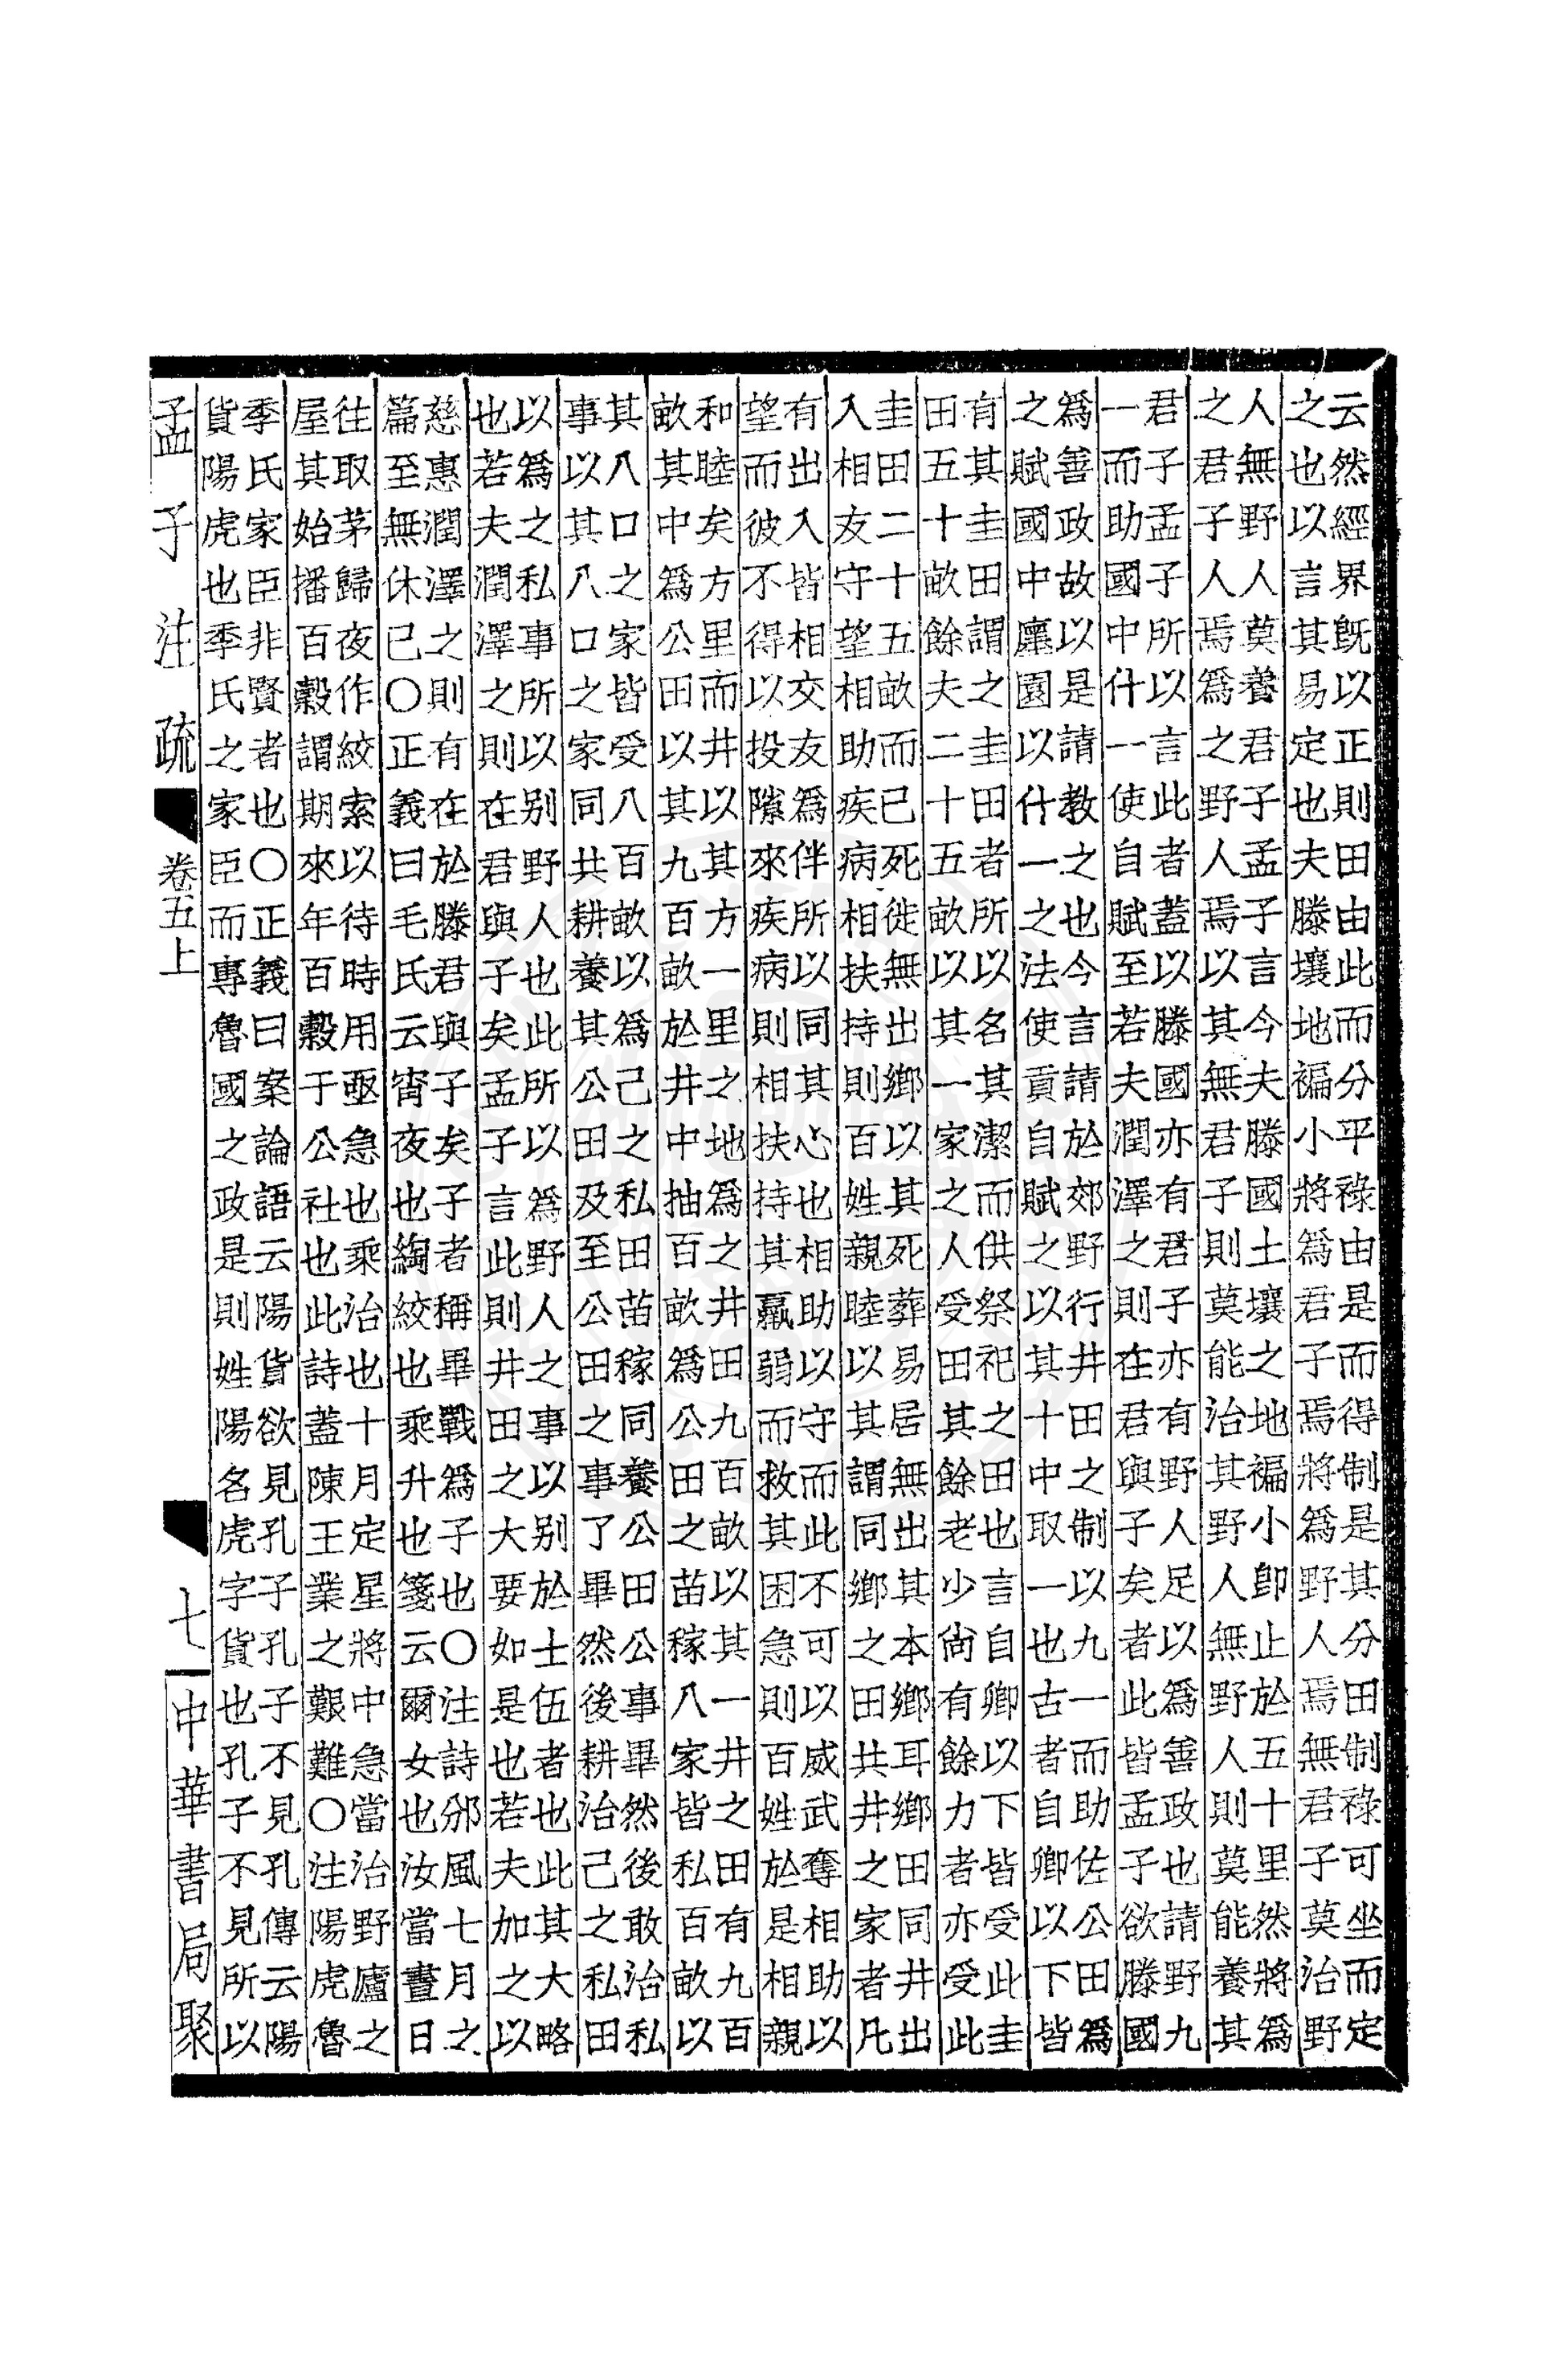 云然經界旣以正則田由此而分平祿由是而得制是其分田制祿可坐而定
之也以言其易定也夫滕壤地褊小將爲君子焉將爲野人焉無君子莫治野
人無野人莫養君子孟子言今夫滕國土壤之地褊小卽止於五十里然將爲
之君子人焉爲之野人焉以其無君子則莫能治其野人無野人則莫能養其
君子孟子所以言此者蓋以滕國亦有君子亦有野人足以爲善政也請野九
一而助國中什一使自賦至若夫潤澤之則在君與子矣者此皆孟子欲滕國
爲善政故以是請教之也今言請於郊野行井田之制以九一而助佐公田爲
之賦國中廛園以什一之法使貢自賦之以其十中取一也古者自卿以下皆
有其圭田謂之圭田者所以名其潔而供祭祀之田也言自卿以下皆受此圭
田五十畝餘夫二十五畝以其一家之人受田其餘老少尙有餘力者亦受此
圭田二十五畝而已死徙無出鄉以其死葬易居無出其本鄉耳鄉田同井出
入相友守望相助疾病相扶持則百姓親睦以其謂同鄉之田共井之家者凡
有出入皆相交友爲伴所以同其心也相助以守而此不可以威武奪相助以
望而彼不得以投隙來疾病則相扶持其羸弱而救其困急則百姓於是相親
和睦矣方里而井以其方一里之地爲之井田九百畝以其一井之田有九百
畝其中爲公田以其九百畝於井中抽百畝爲公田之苗稼八家皆私百畝以
其八口之家皆受八百畝以爲己之私田苗稼同養公田公事畢然後敢治私
事以其八口之家同共耕養其公田及至公田之事了畢然後耕治己之私田
以爲之私事所以别野人也此所以爲野人之事以别於士伍者也此其大略
也若夫潤澤之則在君與子矣孟子言此則井田之大要如是也若夫加之以
慈惠潤澤之則有在於滕君與子矣子者稱畢戰爲子也〇注詩邠風七月之
篇至無休已〇正義曰毛氏云宵夜也綯絞也乘升也箋云爾女也汝當晝日
往取茅歸夜作絞索以待時用亟急也乘治也十月定星將中急當治野廬之
屋其始播百穀謂期來年百穀于公社也此詩蓋陳王業之艱難〇注陽虎魯
季氏家臣非賢者也〇正義曰案論語云陽貨欲見孔子孔子不見孔傳云陽
貨陽虎也季氏之家臣而專魯國之政是則姓陽名虎字貨也孔子不見所以
孟子注疏 卷五上 七 中華書局聚